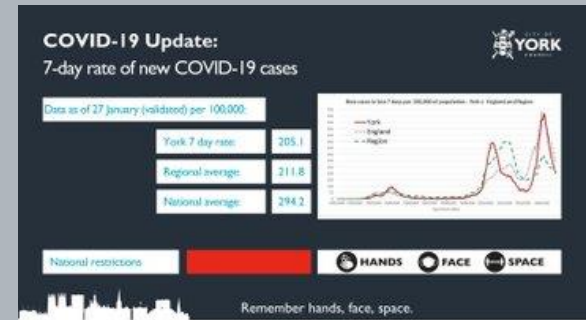 COVID-19 Update:
7-day rate of new COVID-19 cases
CITY OF
YORK
COUNCIL
Data as of 27 January (validated) per 100,000:
York 7 day rate: 205.1
Regional average: 211.8
National average: 294.2
York
England
Region
National restrictions
HANDS FACE SPACE
Remember hands, face, space.